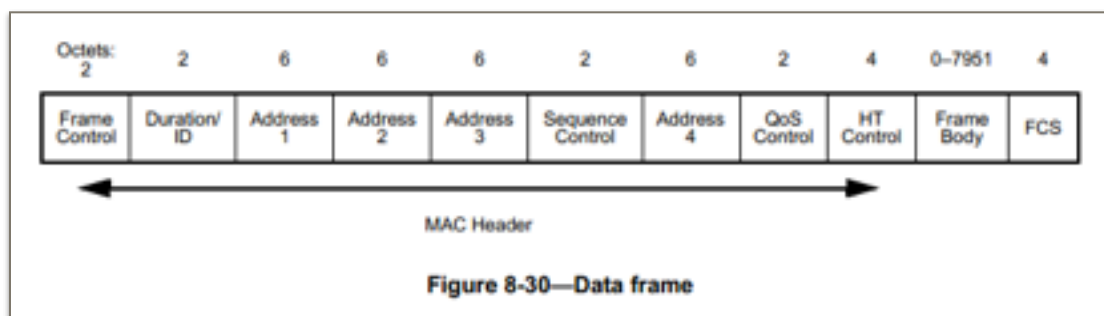 Octets:
2 2 6 6 6 2 6 2 4 0–7951 4
Frame Duration/ Address Address Address Sequence Address QoS HT Frame FCS
Control ID 1 2 3 Control 4 Control Control Body
MAC Header
Figure 8-30—Data frame